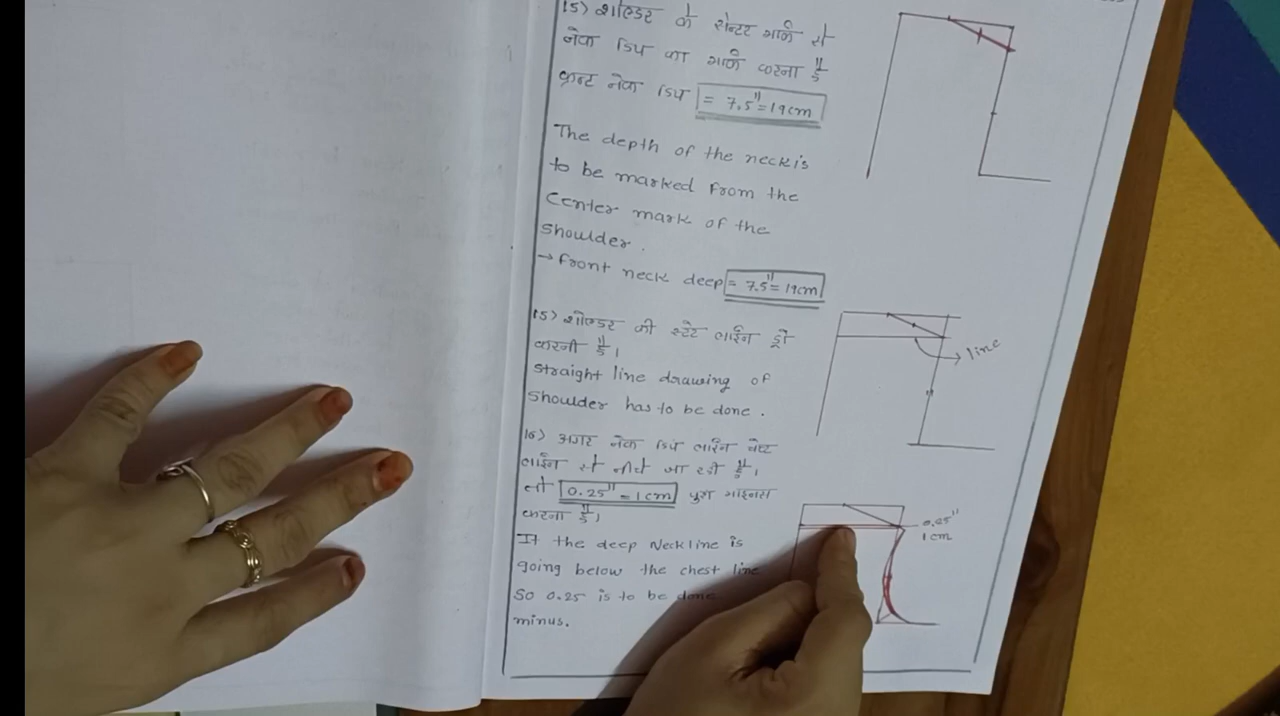 15) शोल्डर के सेन्टर मार्क से
नेक डिप का मार्क करना है
फ्रन्ट नेक डिप = 7.5" = 19cm
The depth of the neck is
to be marked from the
Center mark of the
shoulder.
→ front neck deep = 7.5" = 19cm
15) शोल्डर की स्टेट लाईन ड्रो
करनी है।
straight line drawing of
shoulder has to be done.
line
16) अगर नेक डिप लाईन चेस्ट
लाईन से नीचे जा रही है।
तो 0.25" = 1cm माइनस
करना है।
0.25"
1cm
If the deep Neckline is
going below the chest line
so 0.25 is to be done
minus.